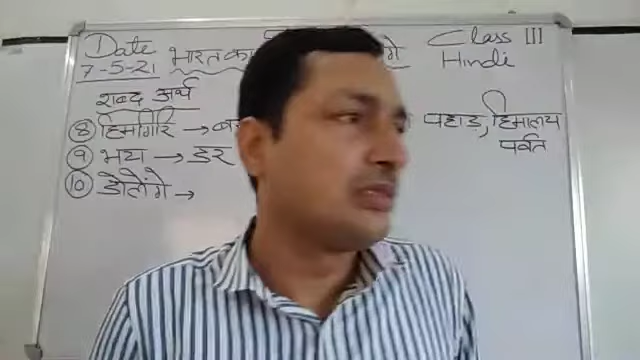 Date
7-5-21
भारत का
Class III
Hindi
शब्द अर्थ
⑧ हिमगिरि → पहाड, हिमालय
पर्वत
⑨ भय → डर
⑩ डोलेंगे →